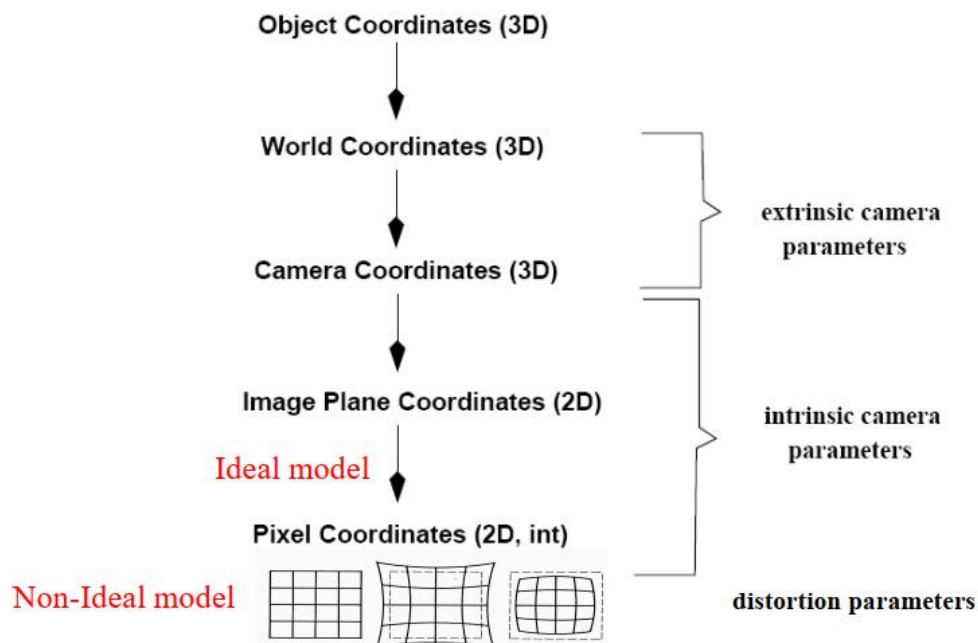 Object Coordinates (3D)
World Coordinates (3D)
extrinsic camera
parameters
Camera Coordinates (3D)
Image Plane Coordinates (2D)
intrinsic camera
parameters
Ideal model
Pixel Coordinates (2D, int)
Non-Ideal model
distortion parameters